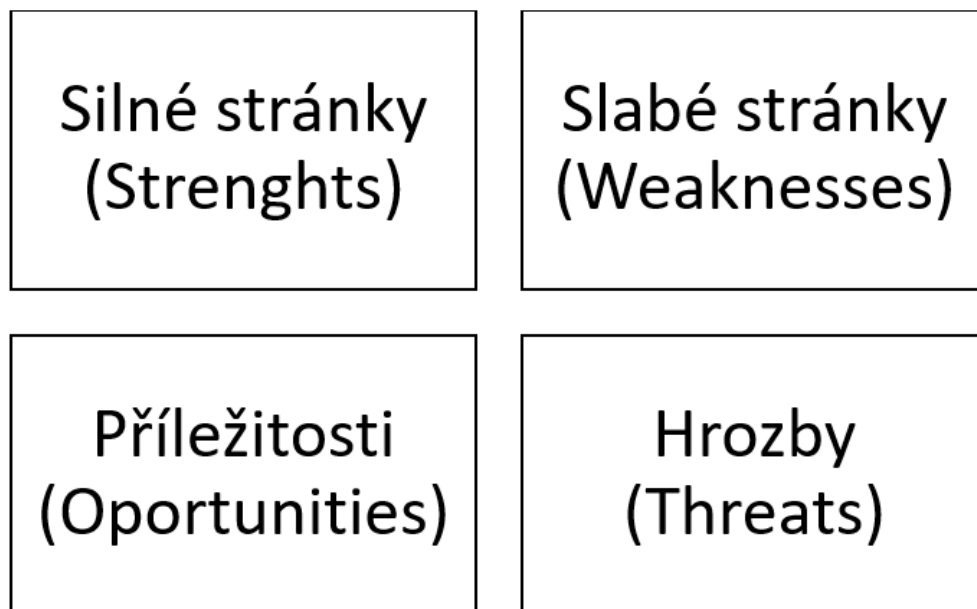 Silné stránky
(Strenghts)
Slabé stránky
(Weaknesses)
Příležitosti
(Oportunities)
Hrozby
(Threats)